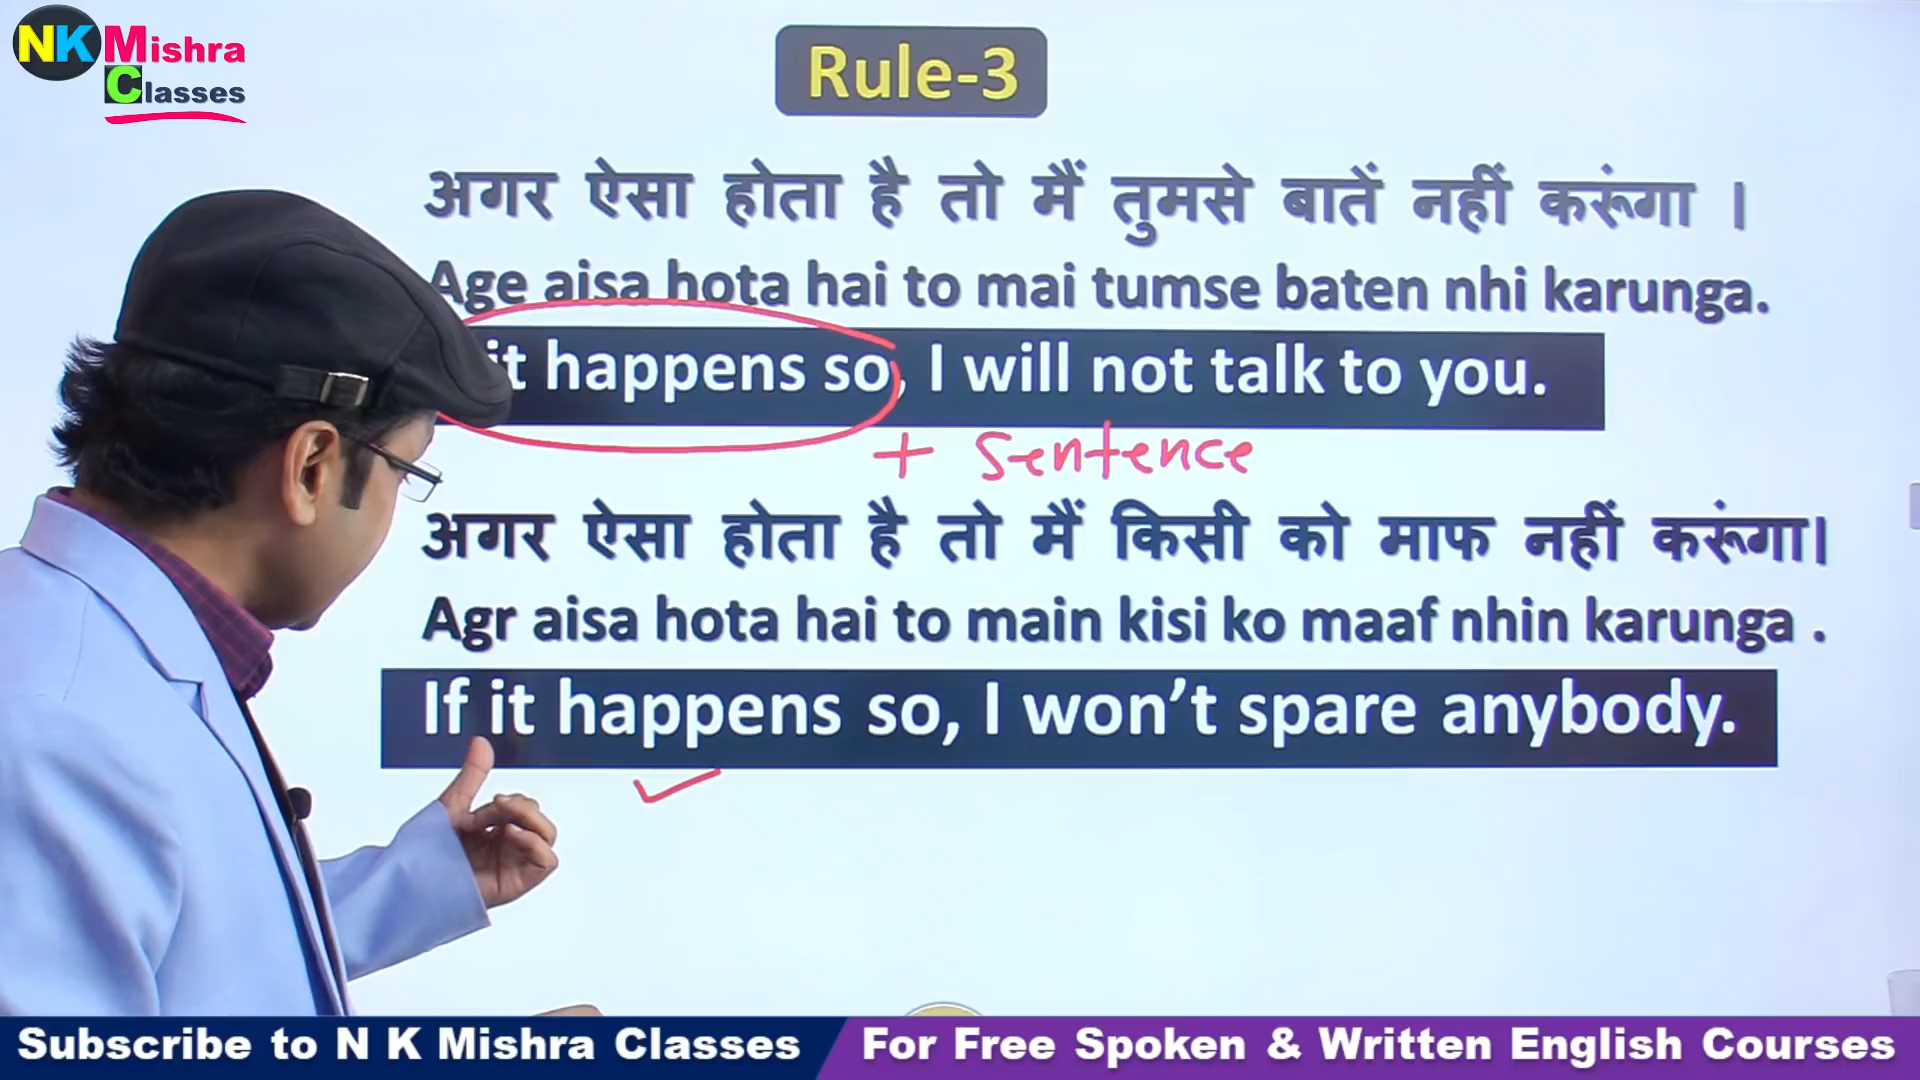 NK Mishra
Classes
Rule-3
अगर ऐसा होता है तो मैं तुमसे बातें नहीं करूंगा ।
Age aisa hota hai to mai tumse baten nhi karunga.
it happens so, I will not talk to you.
+ Sentence
अगर ऐसा होता है तो मैं किसी को माफ नहीं करूंगा।
Agr aisa hota hai to main kisi ko maaf nhin karunga .
If it happens so, I won't spare anybody.
Subscribe to N K Mishra Classes
For Free Spoken & Written English Courses